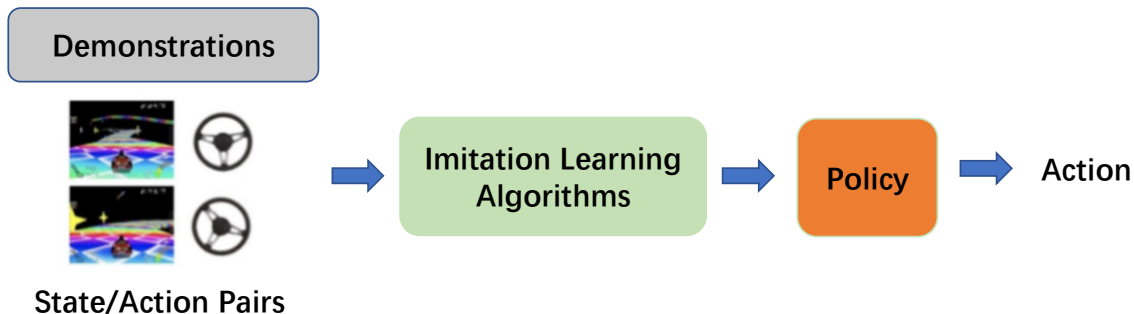 Demonstrations
Imitation Learning
Algorithms
Policy
Action
State/Action Pairs